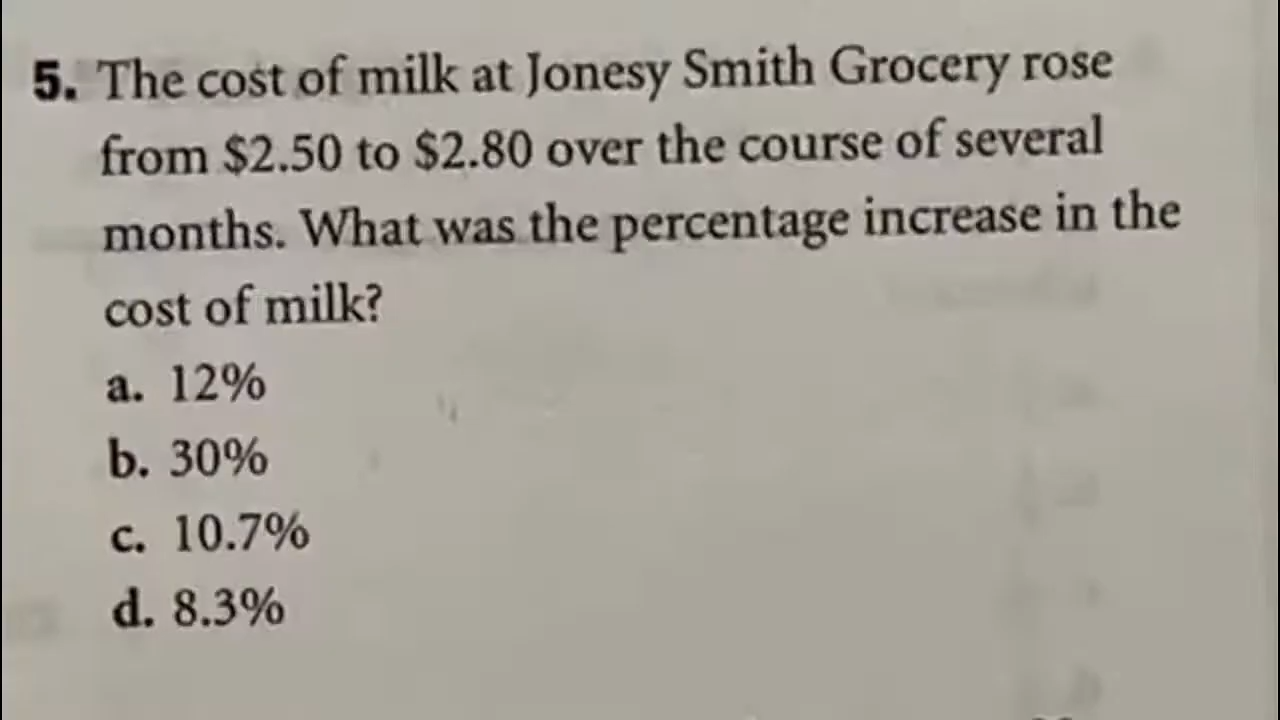 5. The cost of milk at Jonesy Smith Grocery rose
from $2.50 to $2.80 over the course of several
months. What was the percentage increase in the
cost of milk?
a. 12%
b. 30%
c. 10.7%
d. 8.3%